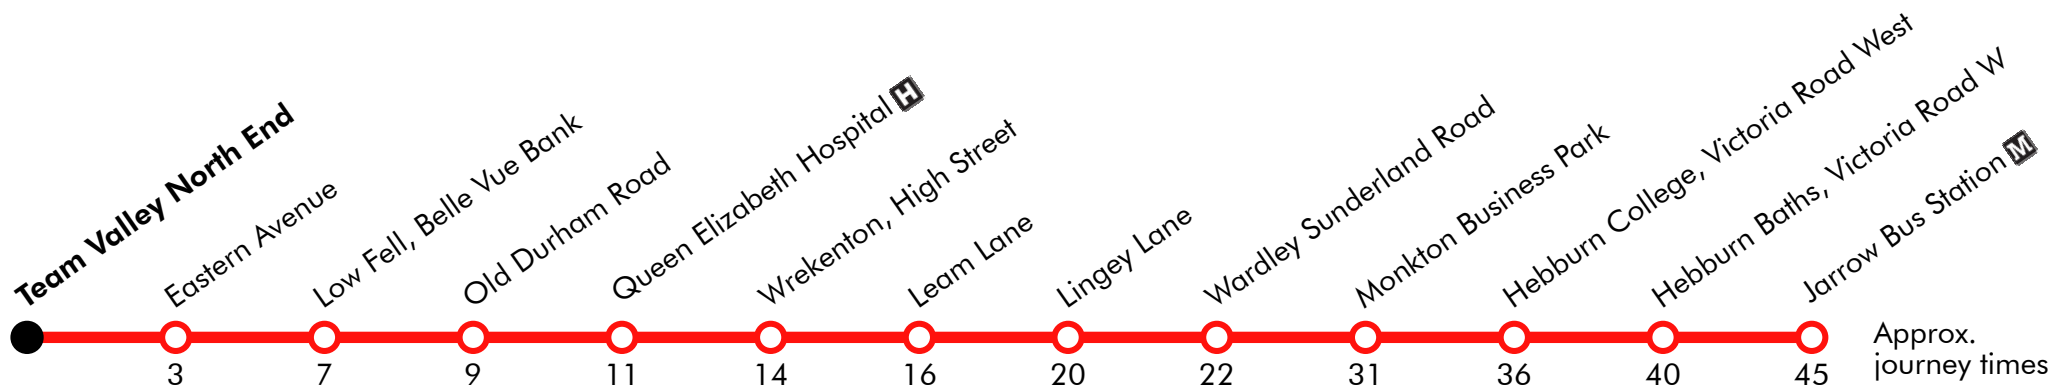 Team Valley North End
Eastern Avenue
Low Fell, Belle Vue Bank
Old Durham Road
Queen Elizabeth Hospital H
Wrekenton, High Street
Leam Lane
Lingey Lane
Wardley Sunderland Road
Monkton Business Park
Hebburn College, Victoria Road West
Hebburn Baths, Victoria Road W
Jarrow Bus Station M
3 7 9 11 14 16 20 22 31 36 40 45
Approx.
journey times